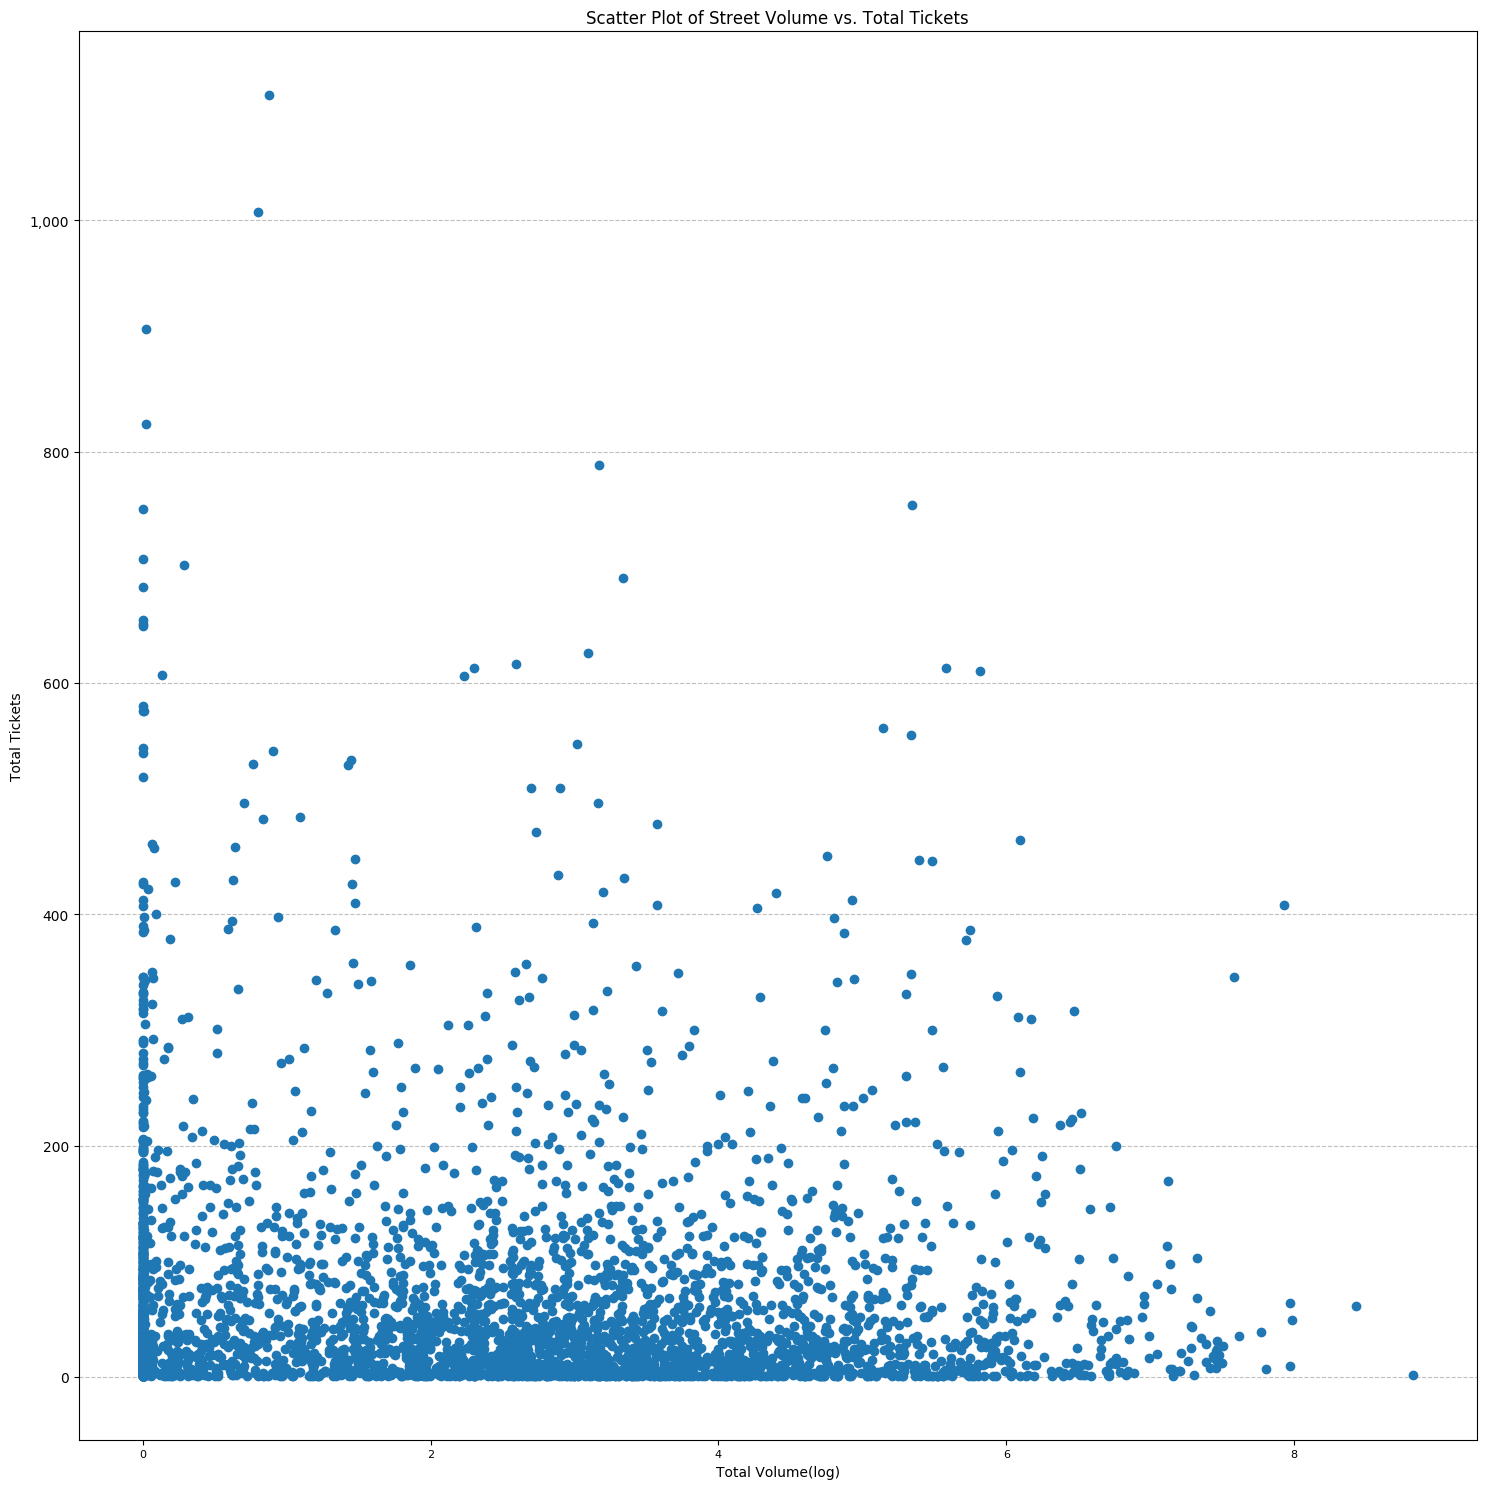 Scatter Plot of Street Volume vs. Total Tickets
1,000
800
600
400
200
0
Total Tickets
0 2 4 6 8
Total Volume(log)